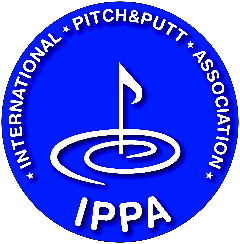 ★ INTERNATIONAL ★ PITCH&PUTT ★ ASSOCIATION ★
IPPA